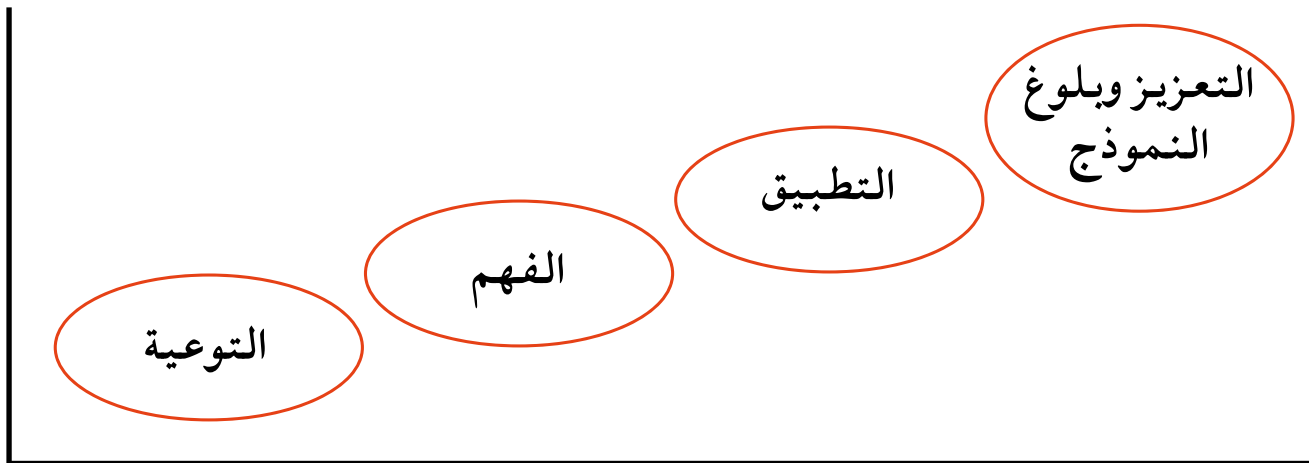 التعزيز وبلوغ
النموذج
التطبيق
الفهم
التوعية